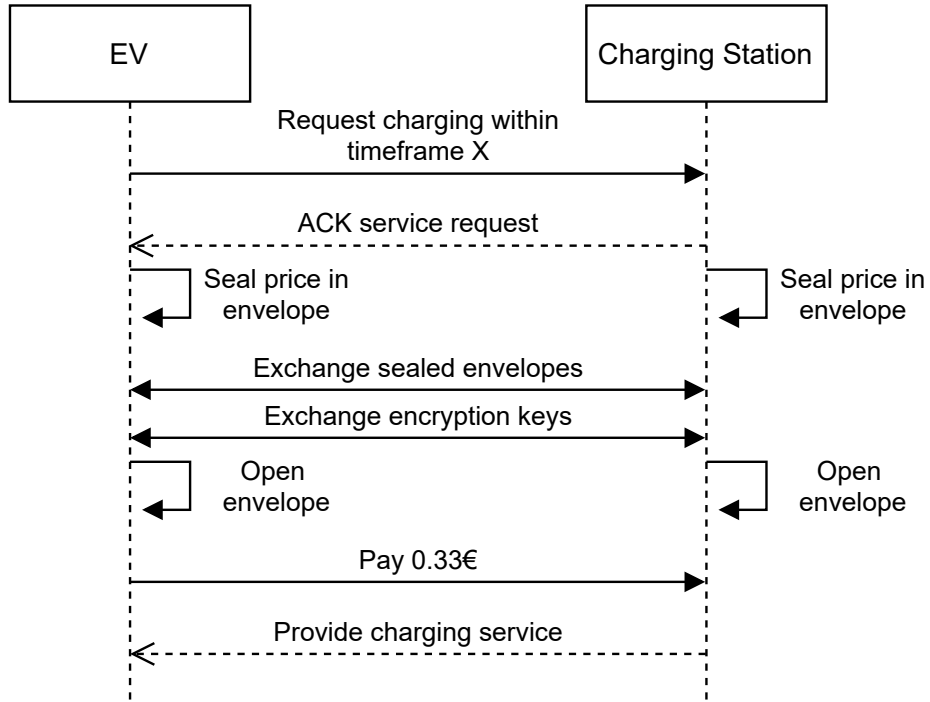 EV
Charging Station
Request charging within
timeframe X
ACK service request
Seal price in
envelope
Seal price in
envelope
Exchange sealed envelopes
Exchange encryption keys
Open
envelope
Open
envelope
Pay 0.33€
Provide charging service